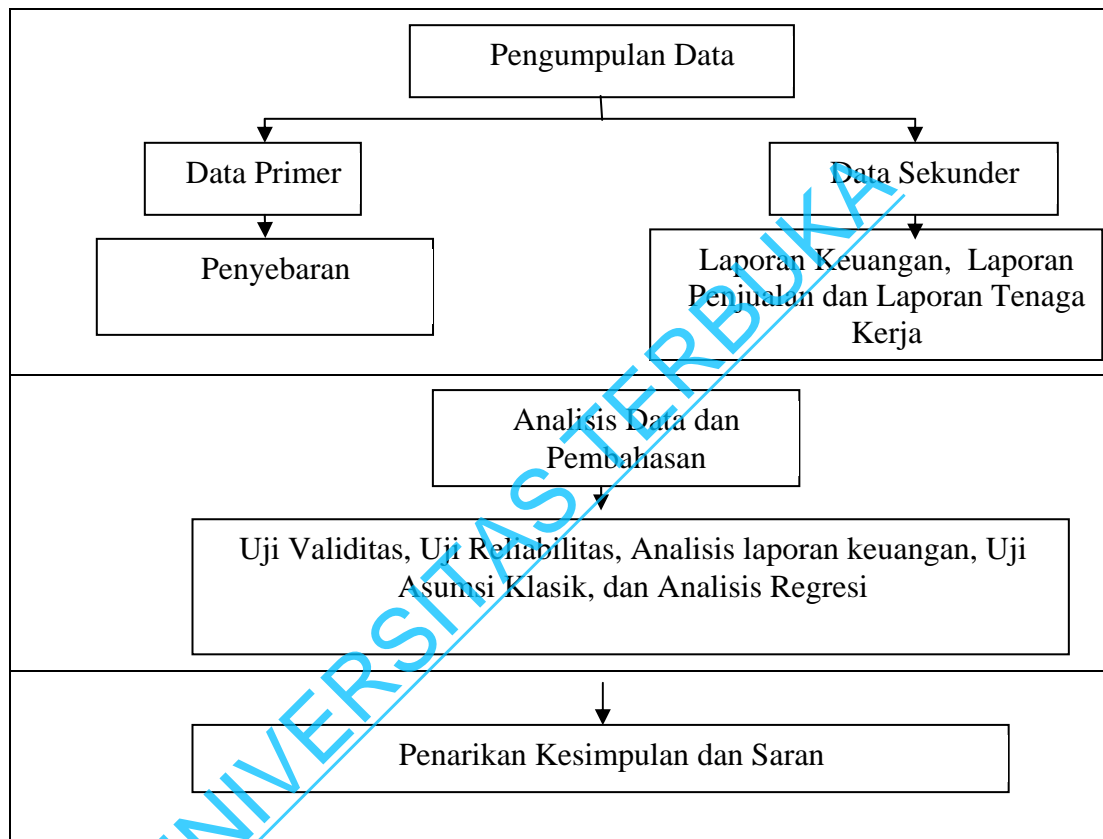 Pengumpulan Data
Data Primer
Data Sekunder
Penyebaran
Laporan Keuangan, Laporan
Penjualan dan Laporan Tenaga
Kerja
Analisis Data dan
Pembahasan
Uji Validitas, Uji Reliabilitas, Analisis laporan keuangan, Uji
Asumsi Klasik, dan Analisis Regresi
Penarikan Kesimpulan dan Saran
UNIVERSITAS TERBUKA